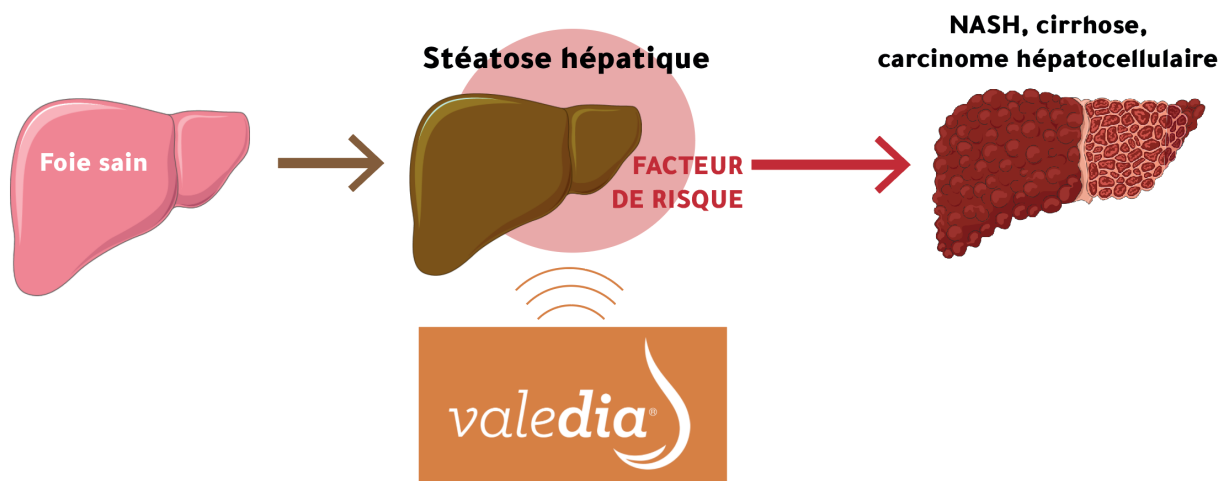 NASH, cirrhose,
carcinome hépatocellulaire
Stéatose hépatique
Foie sain
FACTEUR
DE RISQUE
valedia®